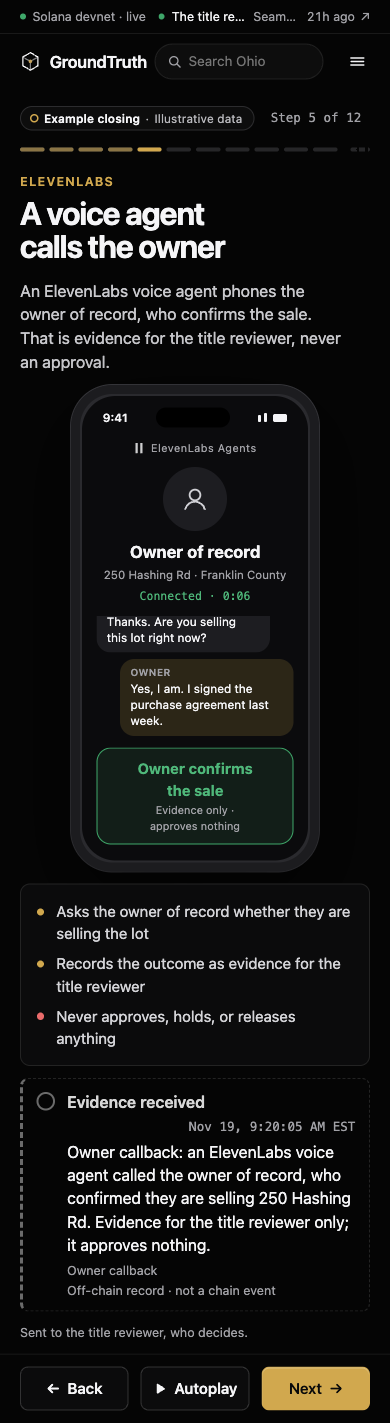 Solana devnet · live The title re... Seam... 21h ago ↗
GroundTruth Search Ohio
Example closing · Illustrative data Step 5 of 12
ELEVENLABS
A voice agent
calls the owner
An ElevenLabs voice agent phones the
owner of record, who confirms the sale.
That is evidence for the title reviewer, never
an approval.
9:41
ElevenLabs Agents
Owner of record
250 Hashing Rd · Franklin County
Connected · 0:06
Thanks. Are you selling
this lot right now?
OWNER
Yes, I am. I signed the
purchase agreement last
week.
Owner confirms
the sale
Evidence only ·
approves nothing
Asks the owner of record whether they are
selling the lot
Records the outcome as evidence for the
title reviewer
Never approves, holds, or releases
anything
Evidence received
Nov 19, 9:20:05 AM EST
Owner callback: an ElevenLabs voice
agent called the owner of record, who
confirmed they are selling 250 Hashing
Rd. Evidence for the title reviewer only;
it approves nothing.
Owner callback
Off-chain record · not a chain event
Sent to the title reviewer, who decides.
← Back Autoplay Next →